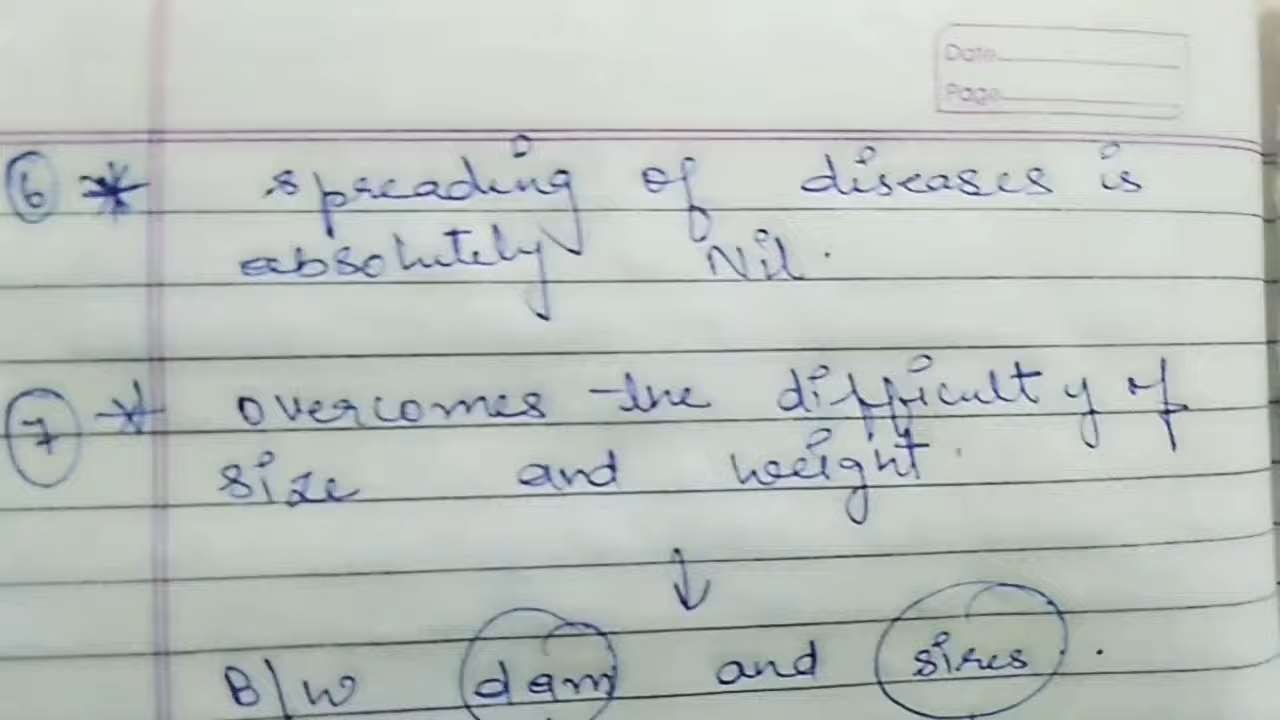 Date
Page
6 * spreading of diseases is
absolutely Nil.
7 * overcomes the difficulty of
size and weight.
↓
B/w dam and sires.